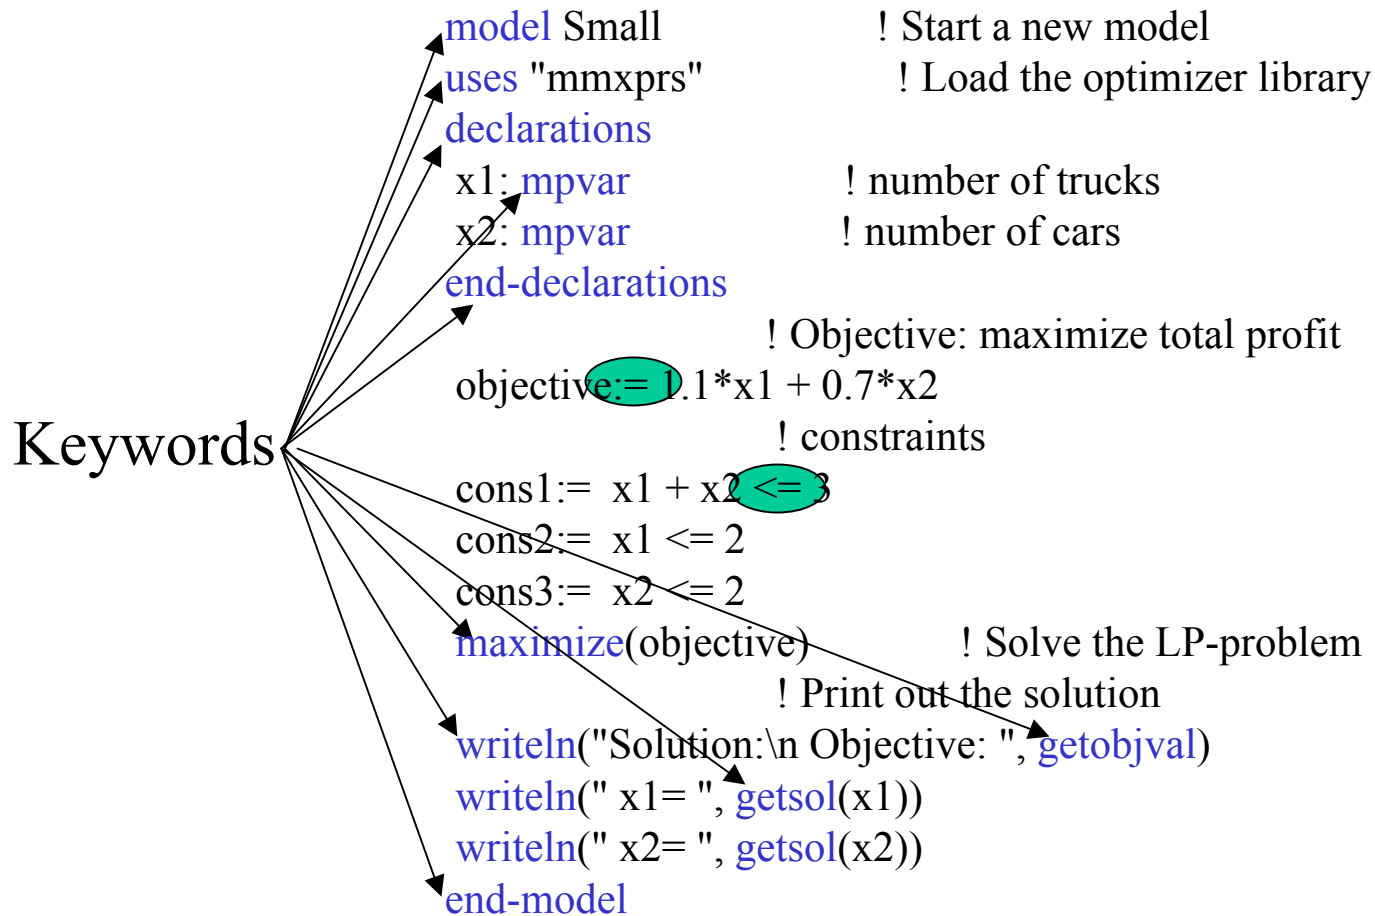 model Small ! Start a new model
uses "mmxprs" ! Load the optimizer library
declarations
x1: mpvar ! number of trucks
x2: mpvar ! number of cars
end-declarations
! Objective: maximize total profit
objective:= 1.1*x1 + 0.7*x2
! constraints
Keywords
cons1:= x1 + x2 <= 3
cons2:= x1 <= 2
cons3:= x2 <= 2
maximize(objective) ! Solve the LP-problem
! Print out the solution
writeln("Solution:\n Objective: ", getobjval)
writeln(" x1= ", getsol(x1))
writeln(" x2= ", getsol(x2))
end-model